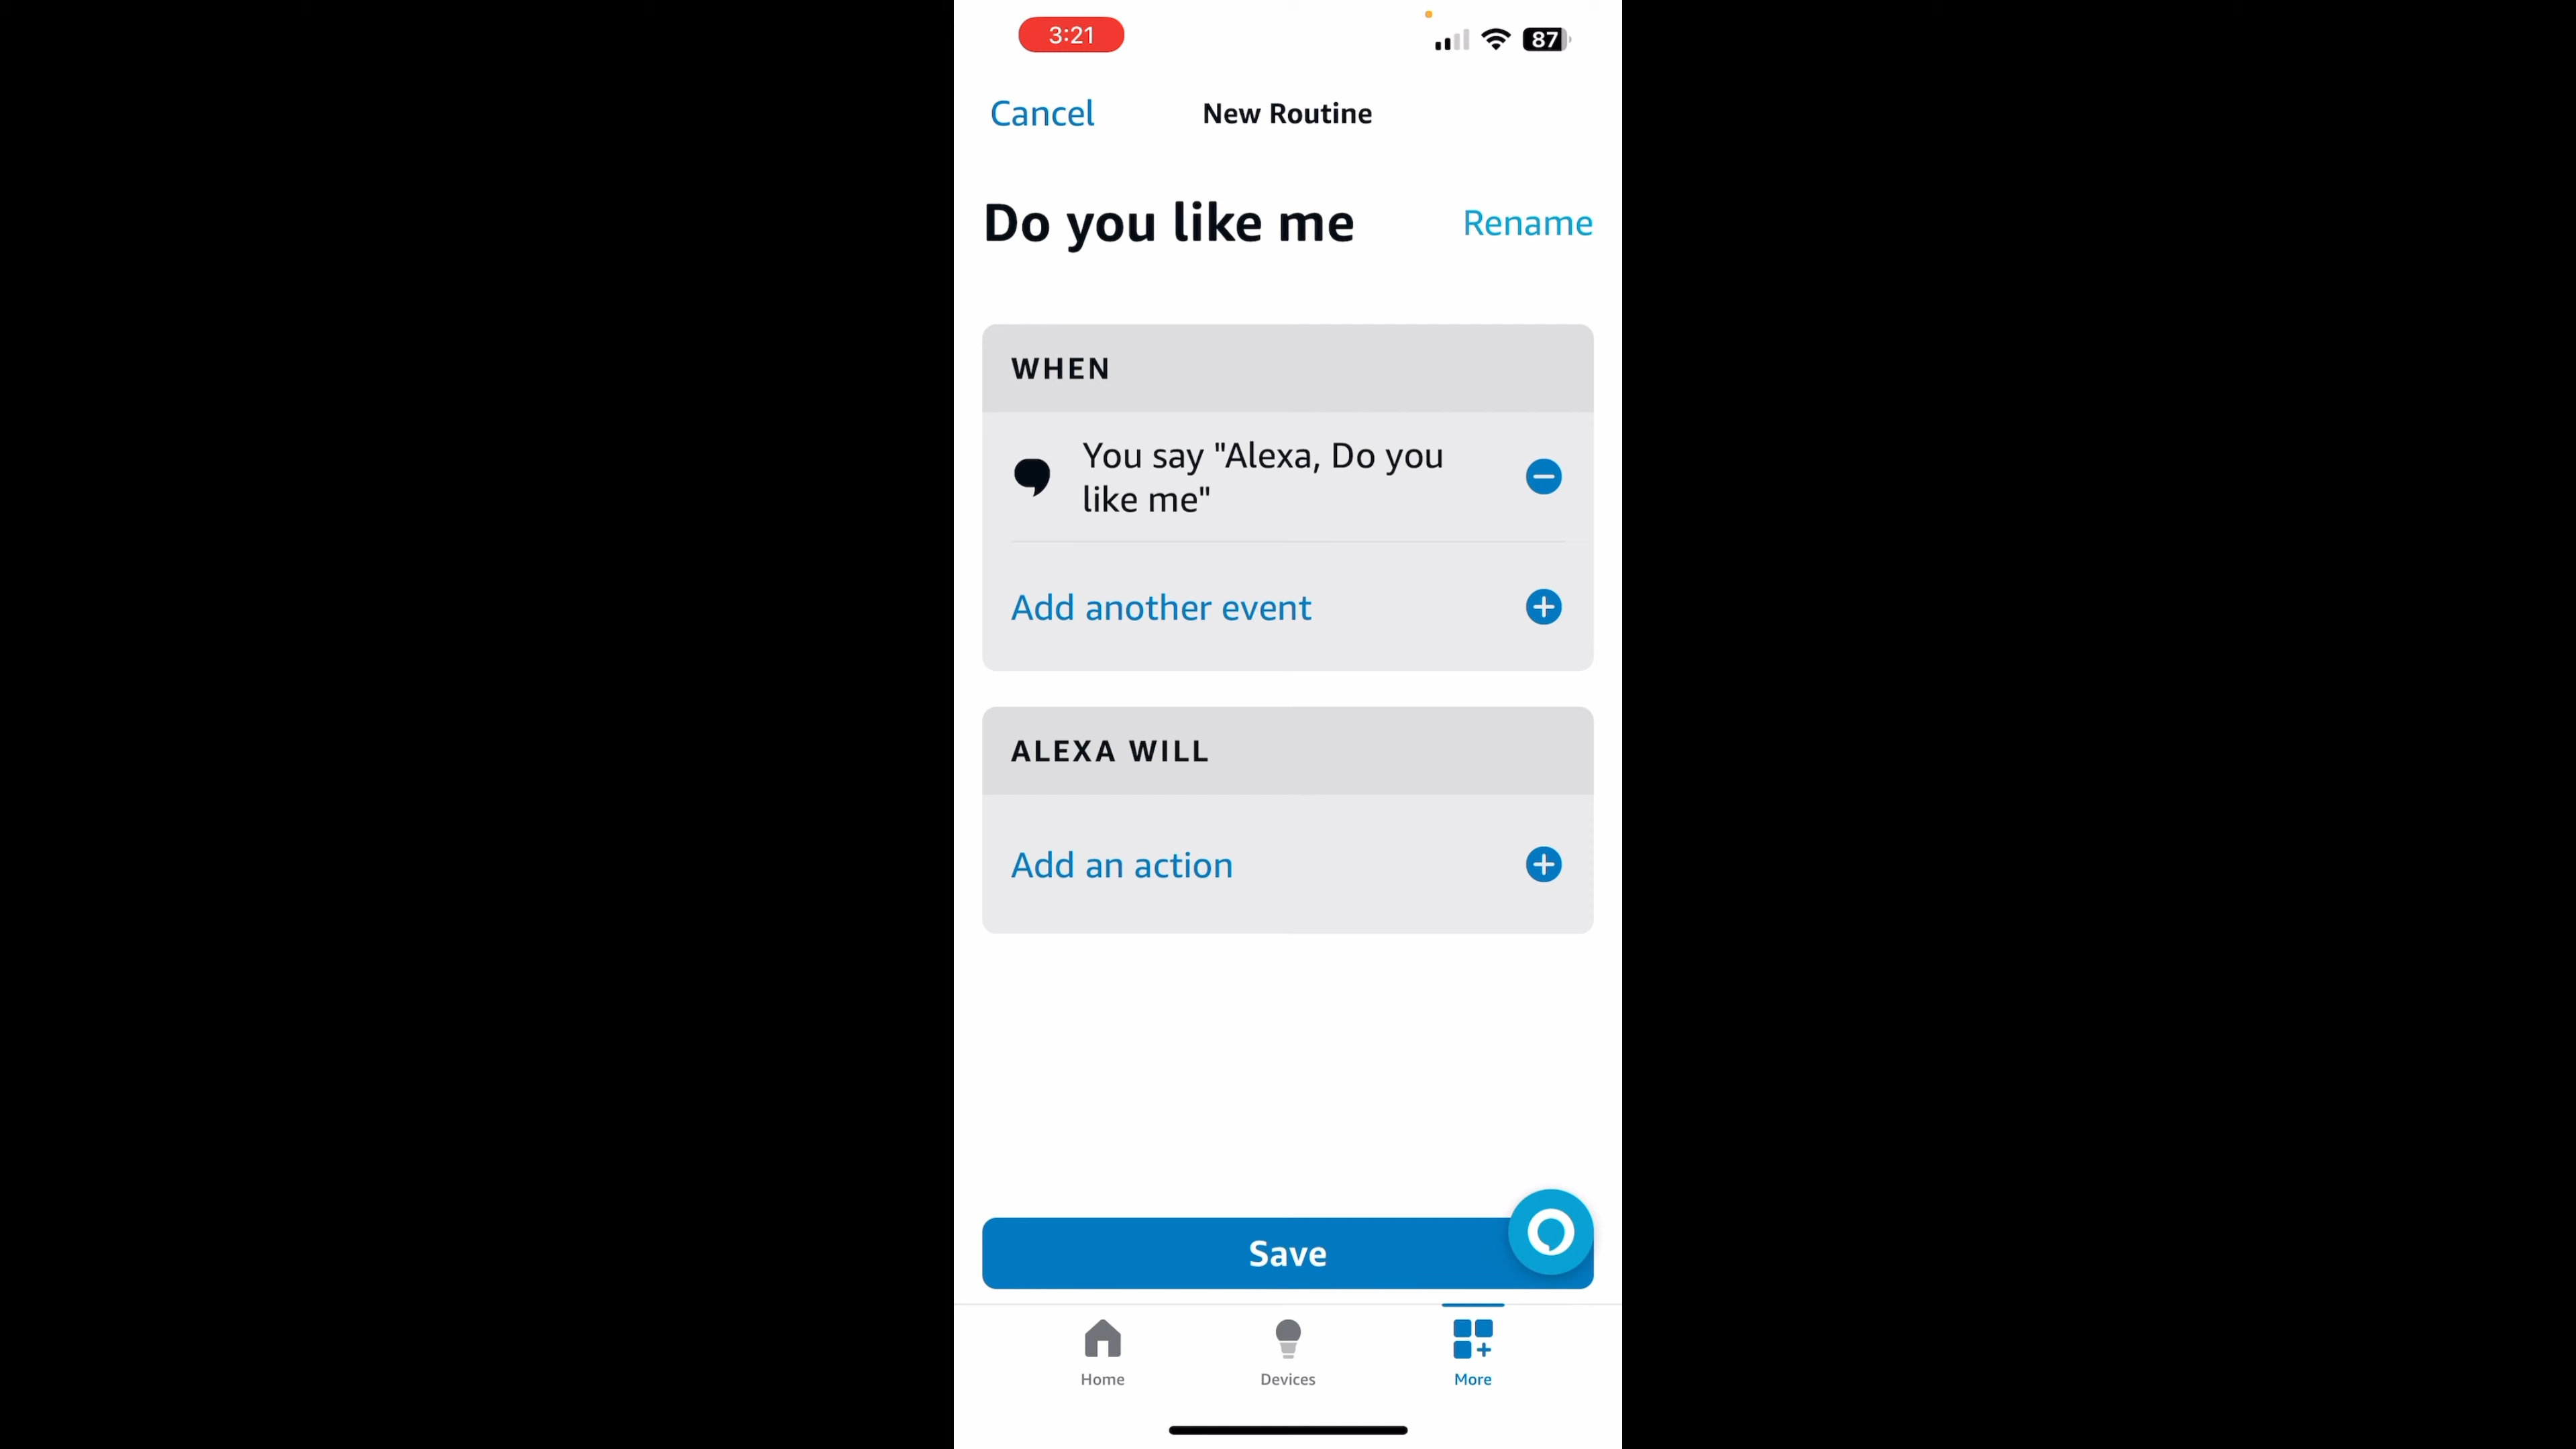 3:21
87
Cancel
New Routine
Do you like me
Rename
WHEN
You say "Alexa, Do you
like me"
Add another event
ALEXA WILL
Add an action
Save
Home
Devices
More